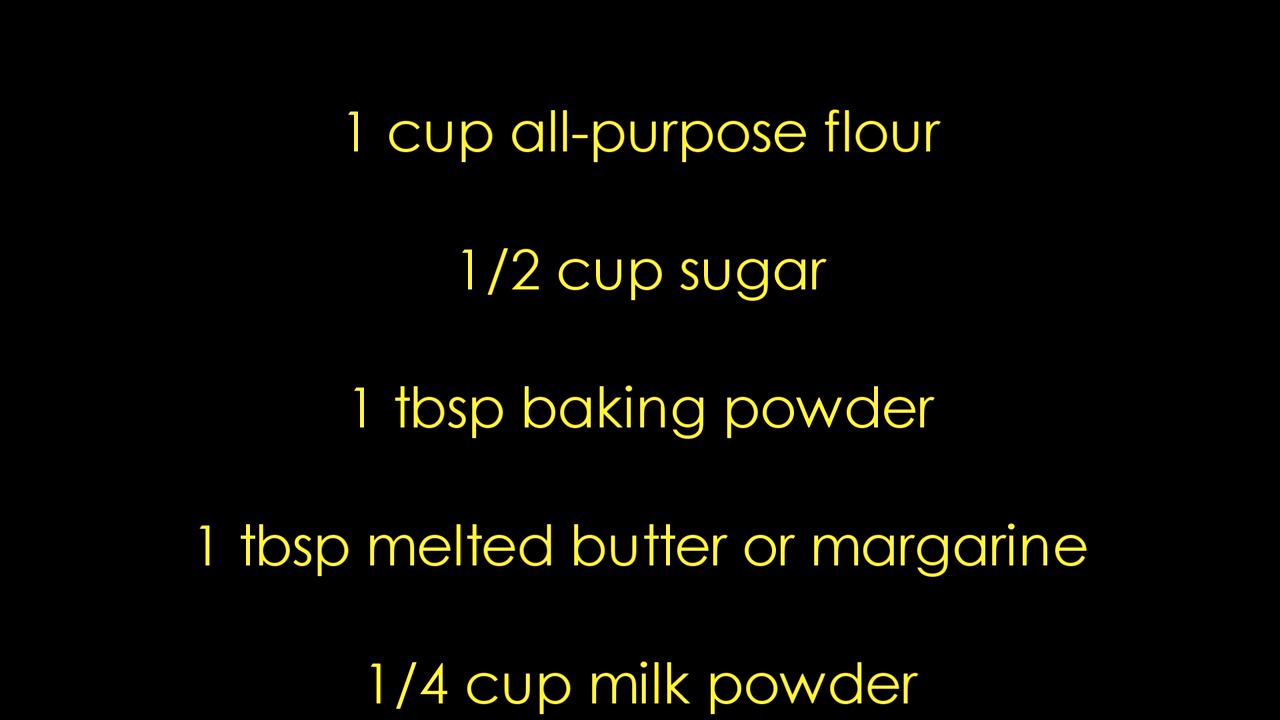 1 cup all-purpose flour
1/2 cup sugar
1 tbsp baking powder
1 tbsp melted butter or margarine
1/4 cup milk powder